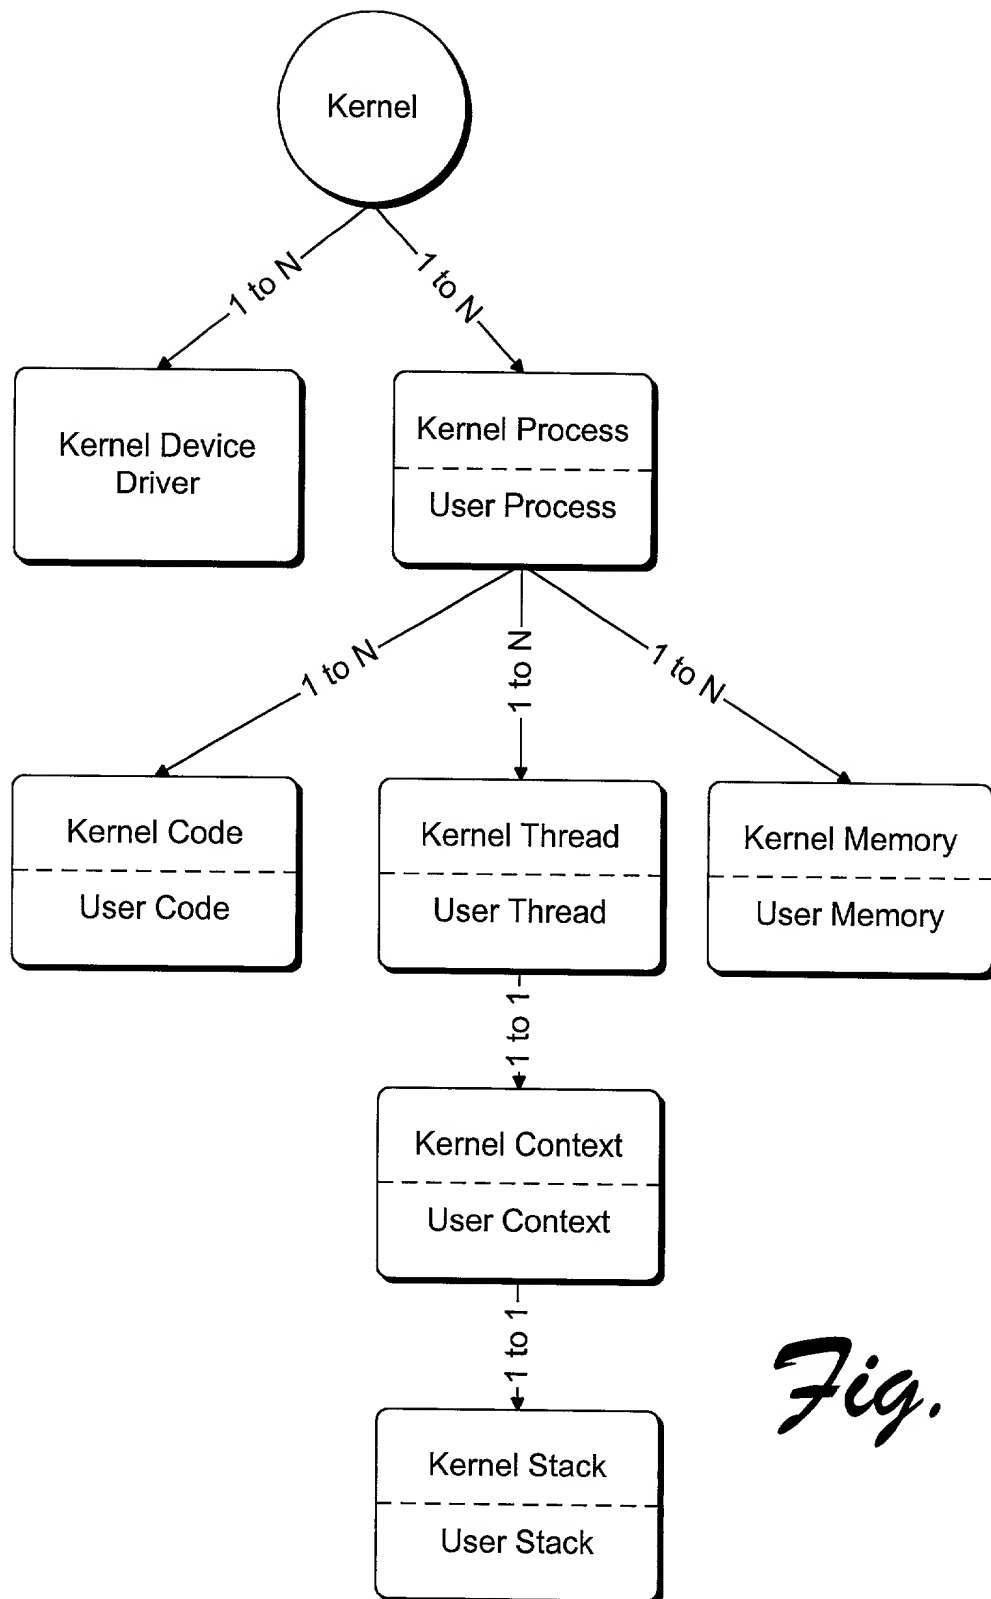 Kernel
1 to N
1 to N
Kernel Device
Driver
Kernel Process
User Process
1 to N
1 to N
1 to N
Kernel Code
User Code
Kernel Thread
User Thread
Kernel Memory
User Memory
1 to 1
Kernel Context
User Context
1 to 1
Kernel Stack
User Stack
Fig.